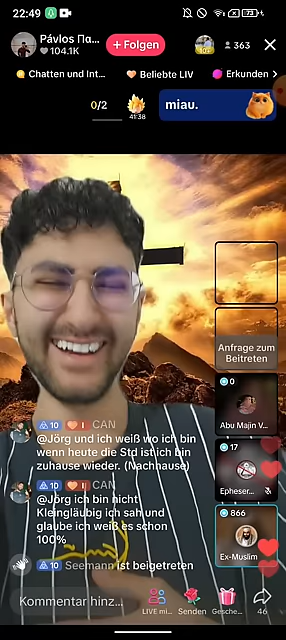 22:49
Pávlos Πα...
104.1K
+ Folgen
363
Chatten und Int...
Beliebte LIV
Erkunden >
0/2
41:38
miau.
Anfrage zum
Beitreten
0
Abu Majin V...
17
Epheser...
866
Ex-Muslim
10 I CAN
@Jörg und ich weiß wo ich bin
wenn heute die Std ist ich bin
zuhause wieder. (Nachhause)
10 I CAN
@Jörg ich bin nicht
Kleingläubig ich sah und
glaube ich weiß es schon
100%
10 Seemann ist beigetreten
Kommentar hinz...
LIVE mi...
Senden
Gesche...
46